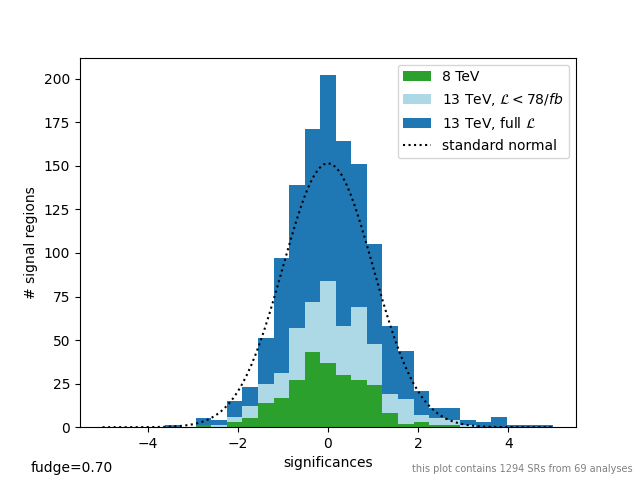 200
175
150
125
100
75
50
25
0
# signal regions
8 TeV
13 TeV, ℒ < 78/fb
13 TeV, full ℒ
standard normal
−4 −2 0 2 4
significances
fudge=0.70
this plot contains 1294 SRs from 69 analyses